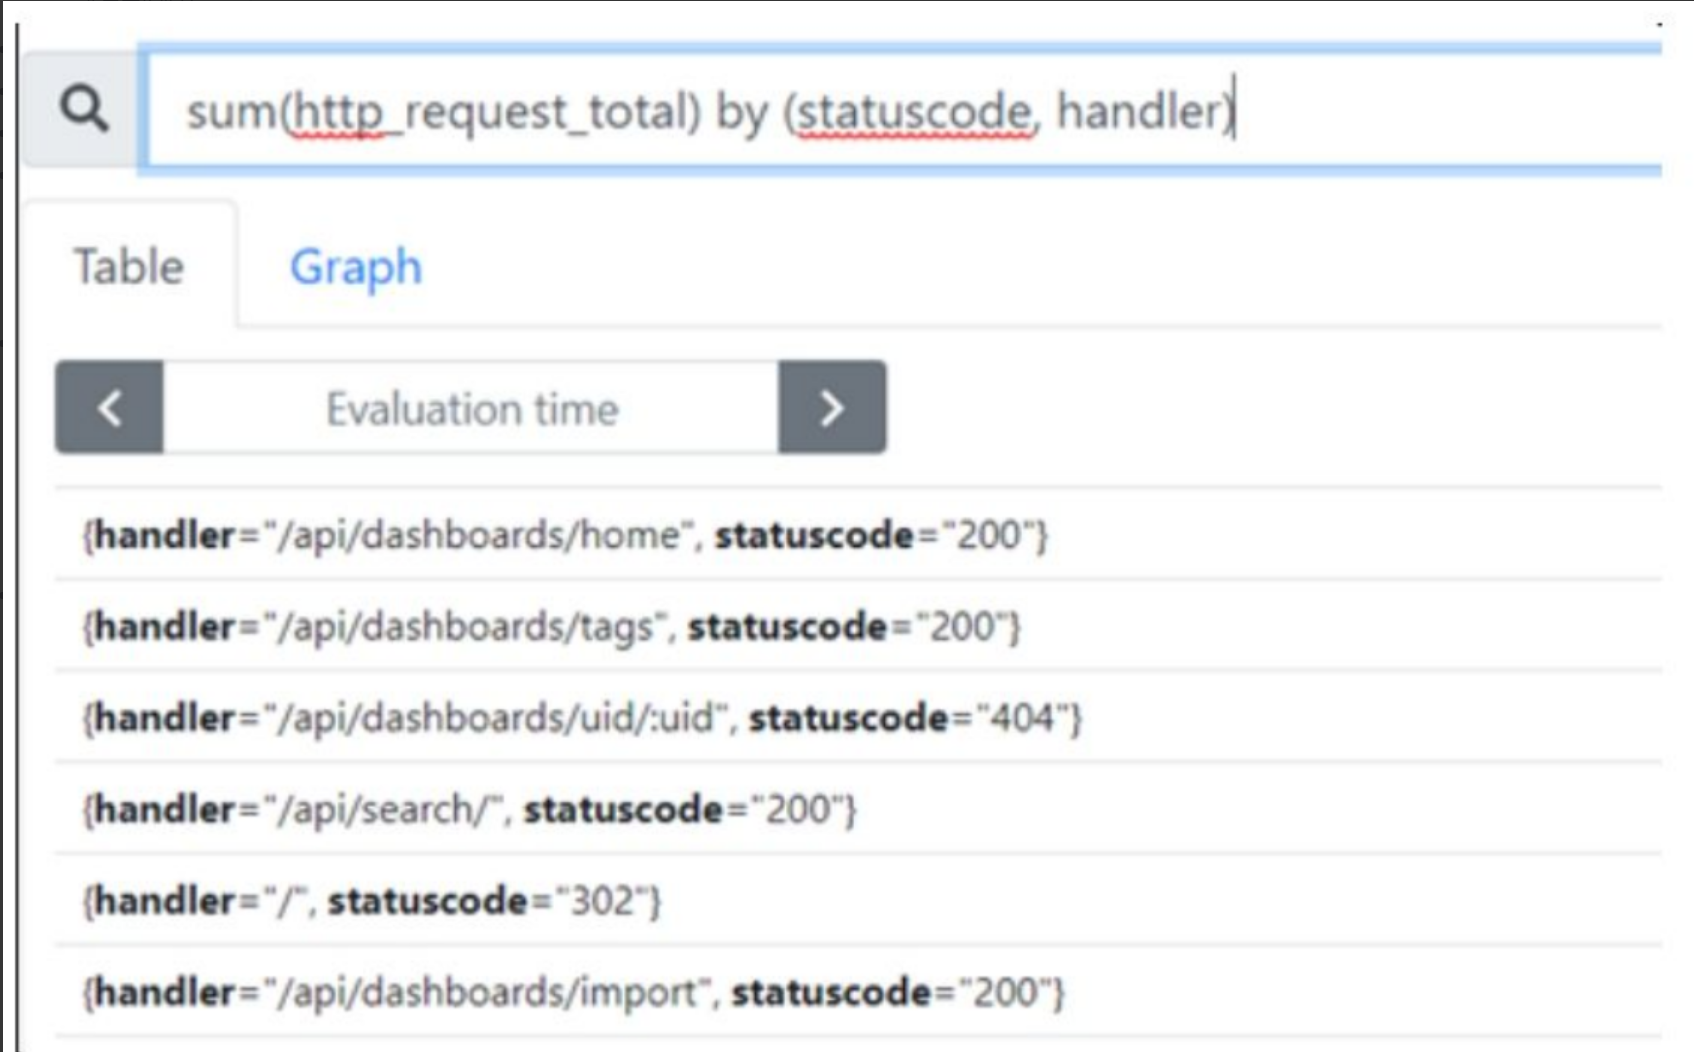 sum(http_request_total) by (statuscode, handler)
Table Graph
Evaluation time
{handler="/api/dashboards/home", statuscode="200"}
{handler="/api/dashboards/tags", statuscode="200"}
{handler="/api/dashboards/uid/:uid", statuscode="404"}
{handler="/api/search/", statuscode="200"}
{handler="/", statuscode="302"}
{handler="/api/dashboards/import", statuscode="200"}